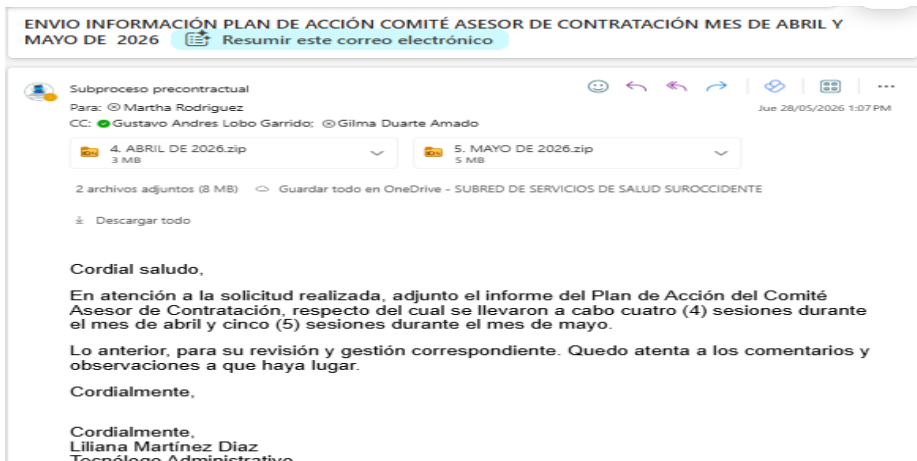 ENVIO INFORMACIÓN PLAN DE ACCIÓN COMITÉ ASESOR DE CONTRATACIÓN MES DE ABRIL Y
MAYO DE 2026 Resumir este correo electrónico
Subproceso precontractual
Para: Martha Rodriguez
Jue 28/05/2026 1:07 PM
CC: Gustavo Andres Lobo Garrido; Gilma Duarte Amado
4. ABRIL DE 2026.zip
3 MB
5. MAYO DE 2026.zip
5 MB
2 archivos adjuntos (8 MB) Guardar todo en OneDrive - SUBRED DE SERVICIOS DE SALUD SUROCCIDENTE
Descargar todo
Cordial saludo,
En atención a la solicitud realizada, adjunto el informe del Plan de Acción del Comité
Asesor de Contratación, respecto del cual se llevaron a cabo cuatro (4) sesiones durante
el mes de abril y cinco (5) sesiones durante el mes de mayo.
Lo anterior, para su revisión y gestión correspondiente. Quedo atenta a los comentarios y
observaciones a que haya lugar.
Cordialmente,
Cordialmente,
Liliana Martínez Diaz
Tecnólogo Administrativo